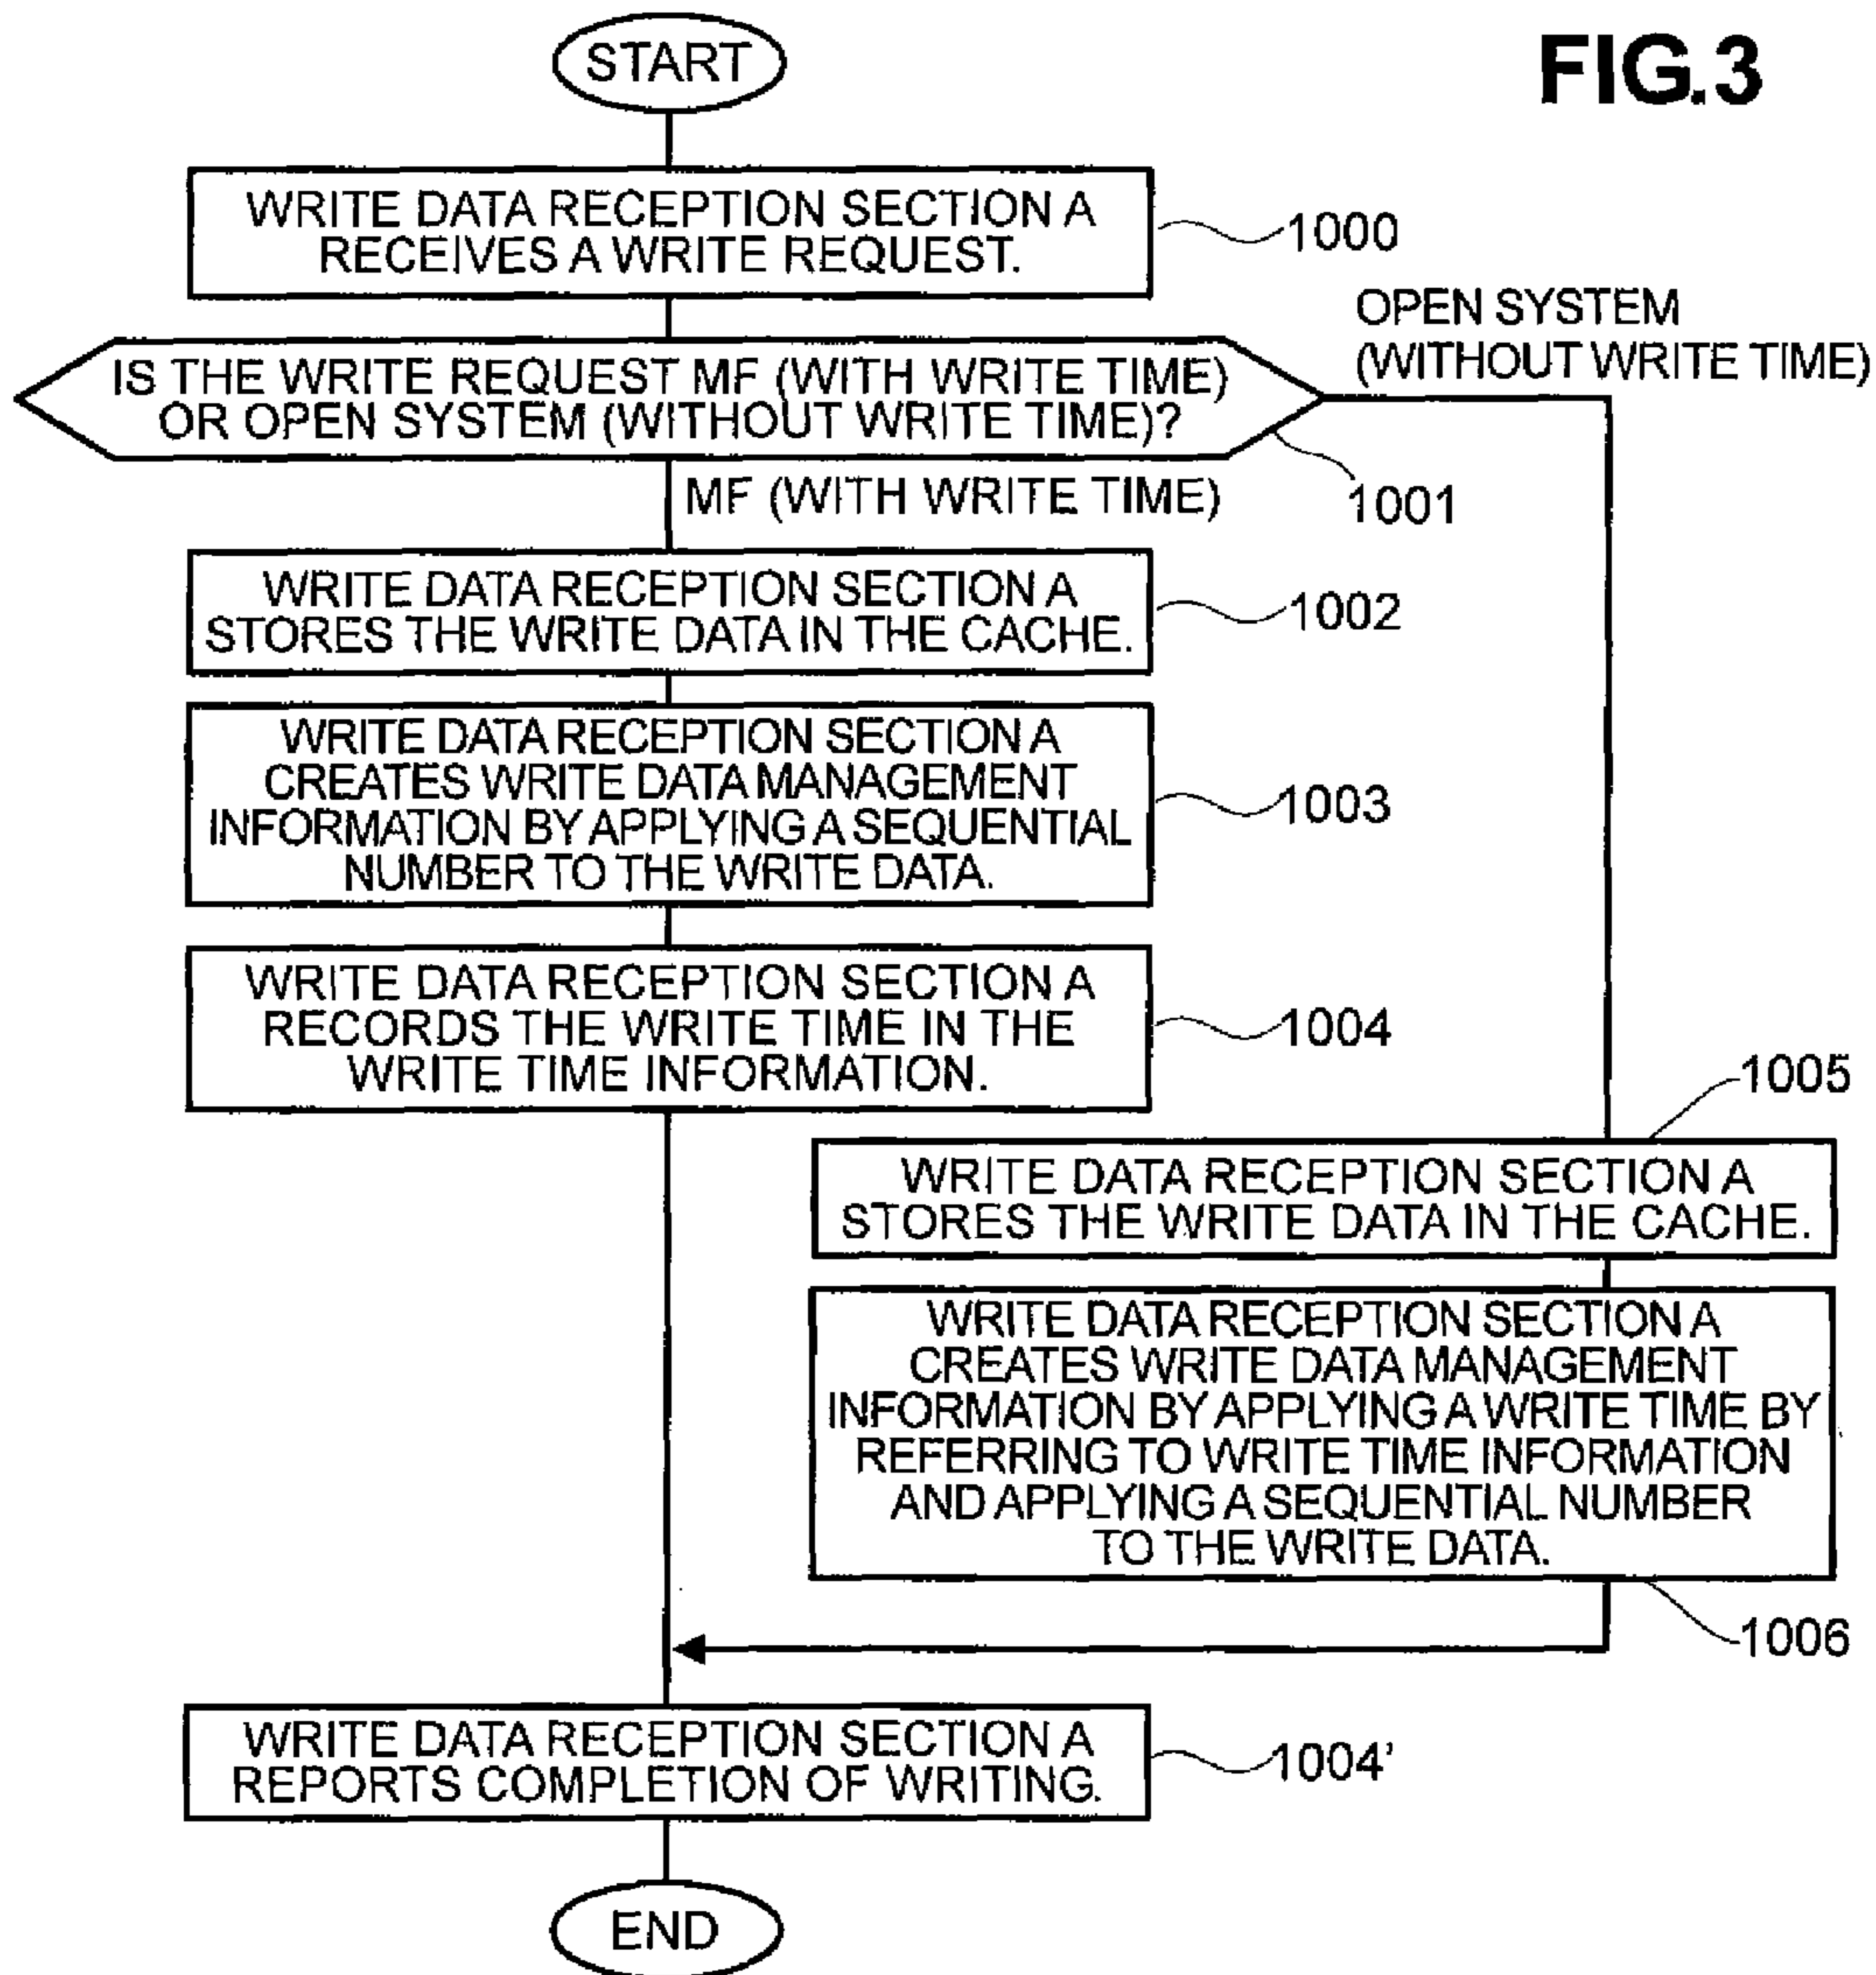 FIG.3
START
WRITE DATA RECEPTION SECTION A
RECEIVES A WRITE REQUEST.
1000
IS THE WRITE REQUEST MF (WITH WRITE TIME)
OR OPEN SYSTEM (WITHOUT WRITE TIME)?
1001
OPEN SYSTEM
(WITHOUT WRITE TIME)
MF (WITH WRITE TIME)
WRITE DATA RECEPTION SECTION A
STORES THE WRITE DATA IN THE CACHE.
1002
WRITE DATA RECEPTION SECTION A
CREATES WRITE DATA MANAGEMENT
INFORMATION BY APPLYING A SEQUENTIAL
NUMBER TO THE WRITE DATA.
1003
WRITE DATA RECEPTION SECTION A
RECORDS THE WRITE TIME IN THE
WRITE TIME INFORMATION.
1004
1005
WRITE DATA RECEPTION SECTION A
STORES THE WRITE DATA IN THE CACHE.
WRITE DATA RECEPTION SECTION A
CREATES WRITE DATA MANAGEMENT
INFORMATION BY APPLYING A WRITE TIME BY
REFERRING TO WRITE TIME INFORMATION
AND APPLYING A SEQUENTIAL NUMBER
TO THE WRITE DATA.
1006
WRITE DATA RECEPTION SECTION A
REPORTS COMPLETION OF WRITING.
1004'
END